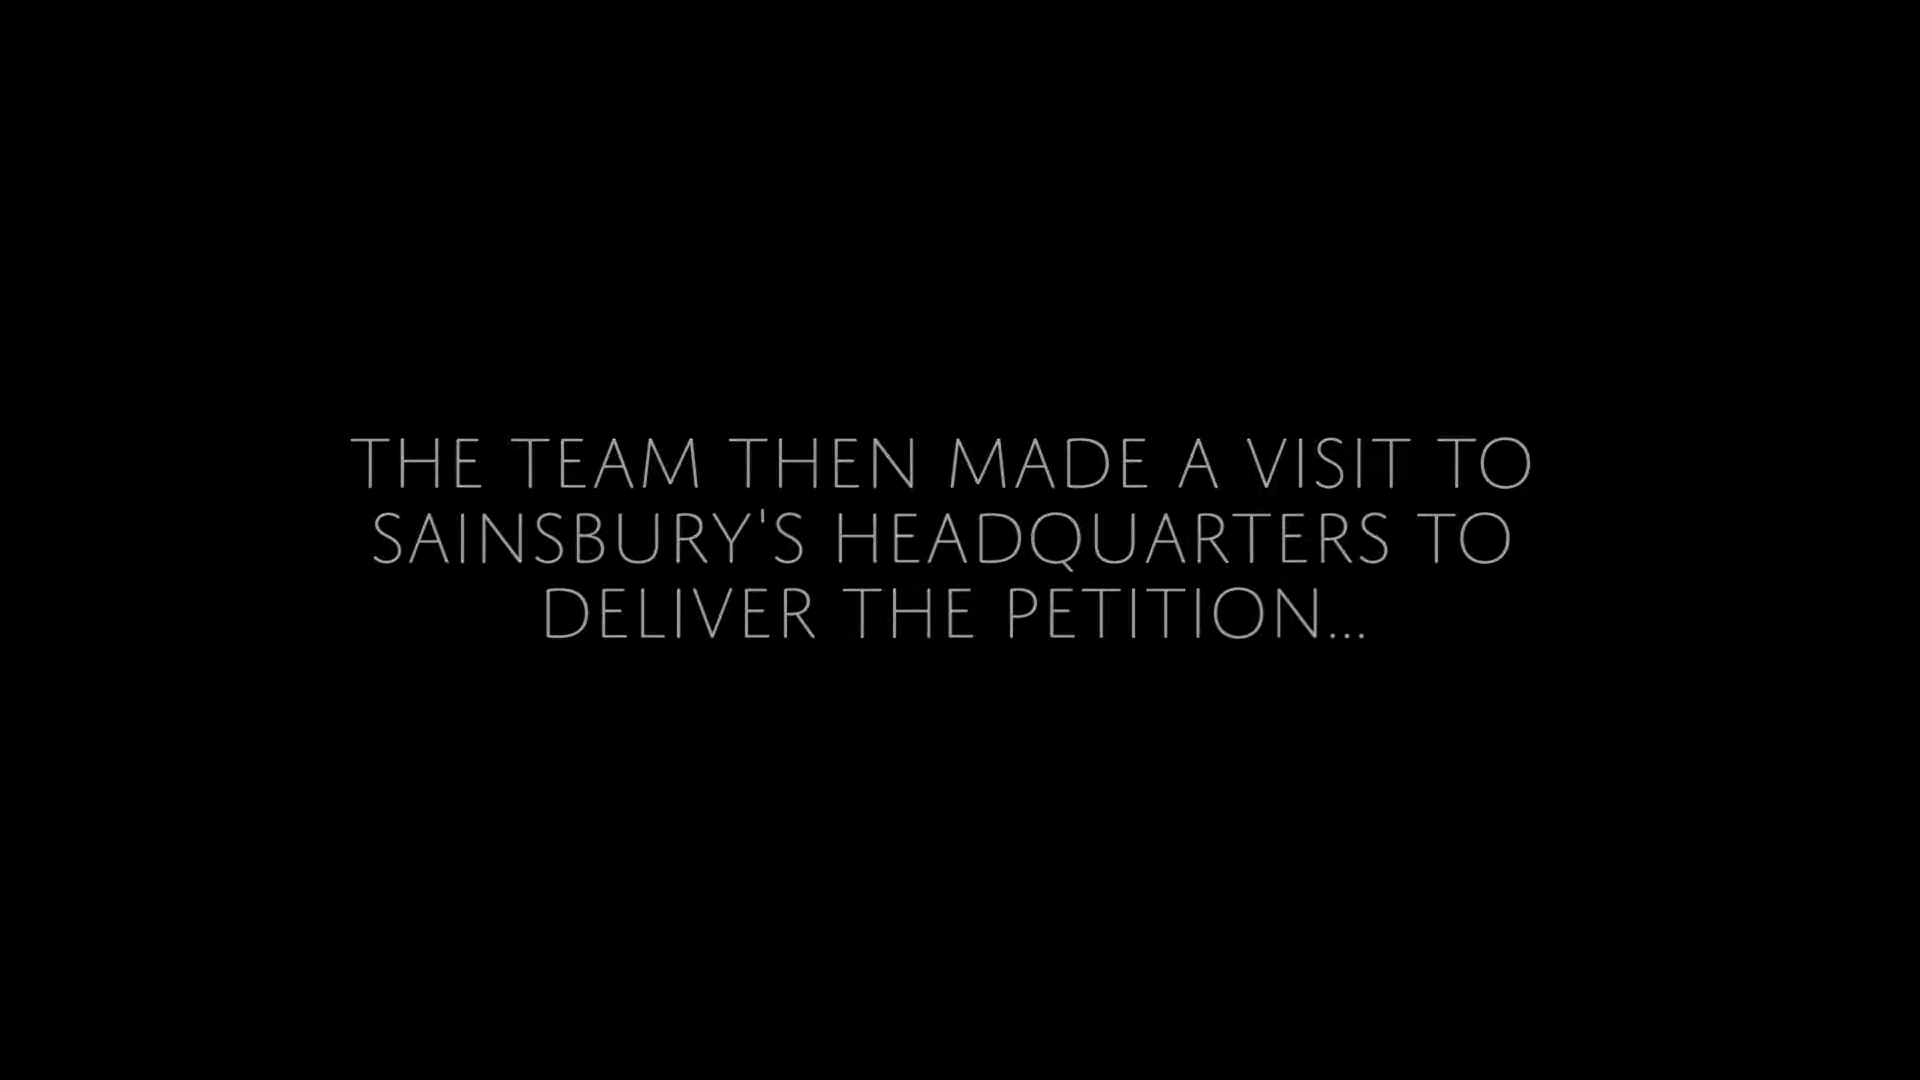 THE TEAM THEN MADE A VISIT TO
SAINSBURY'S HEADQUARTERS TO
DELIVER THE PETITION...